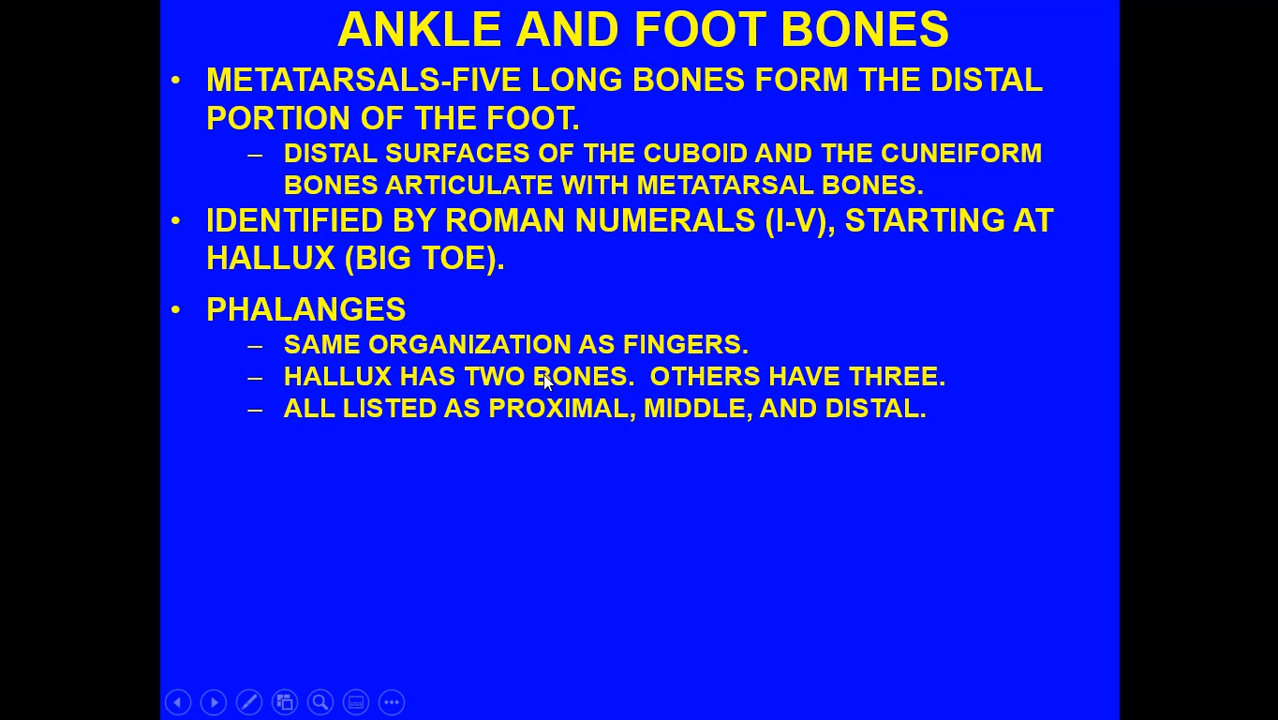 ANKLE AND FOOT BONES
• METATARSALS-FIVE LONG BONES FORM THE DISTAL
PORTION OF THE FOOT.
– DISTAL SURFACES OF THE CUBOID AND THE CUNEIFORM
BONES ARTICULATE WITH METATARSAL BONES.
• IDENTIFIED BY ROMAN NUMERALS (I-V), STARTING AT
HALLUX (BIG TOE).
• PHALANGES
– SAME ORGANIZATION AS FINGERS.
– HALLUX HAS TWO BONES.  OTHERS HAVE THREE.
– ALL LISTED AS PROXIMAL, MIDDLE, AND DISTAL.